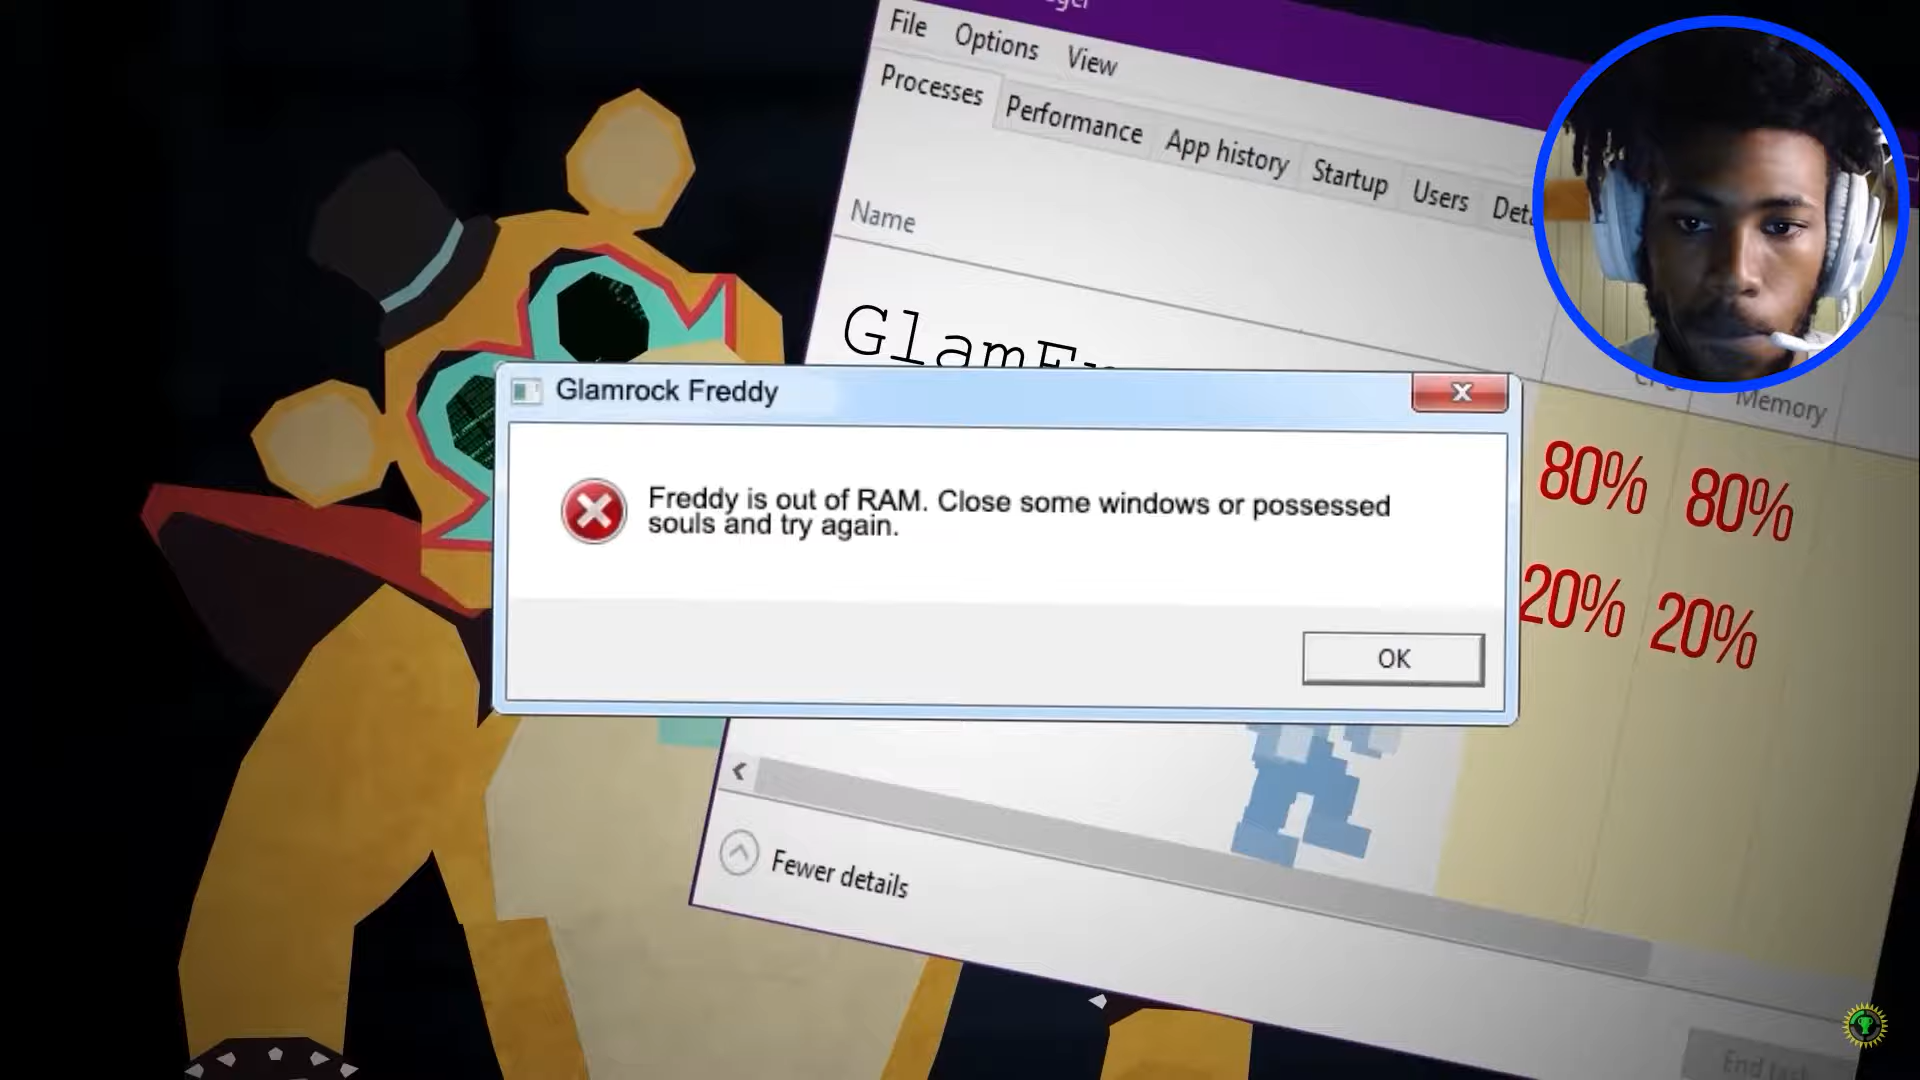 File Options View
Processes Performance App history Startup Users
Name
Memory
Glamrock Freddy
Freddy is out of RAM. Close some windows or possessed
souls and try again.
80% 80%
20% 20%
OK
Fewer details